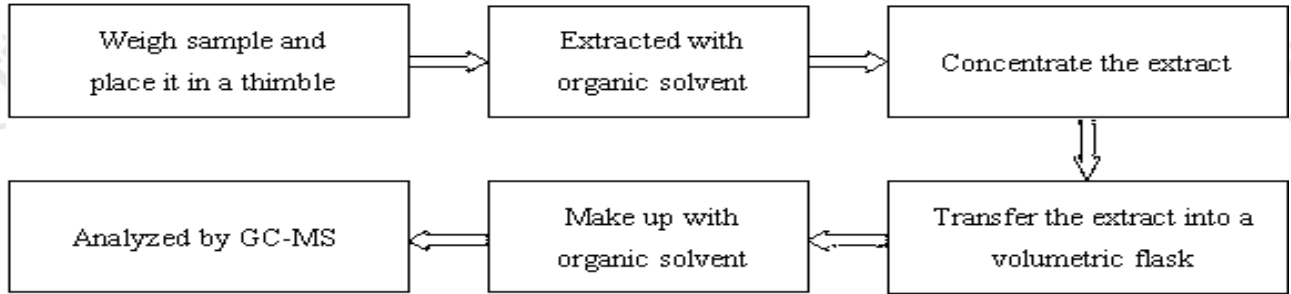 Weigh sample and
place it in a thimble
Extracted with
organic solvent
Concentrate the extract
Transfer the extract into a
volumetric flask
Make up with
organic solvent
Analyzed by GC-MS